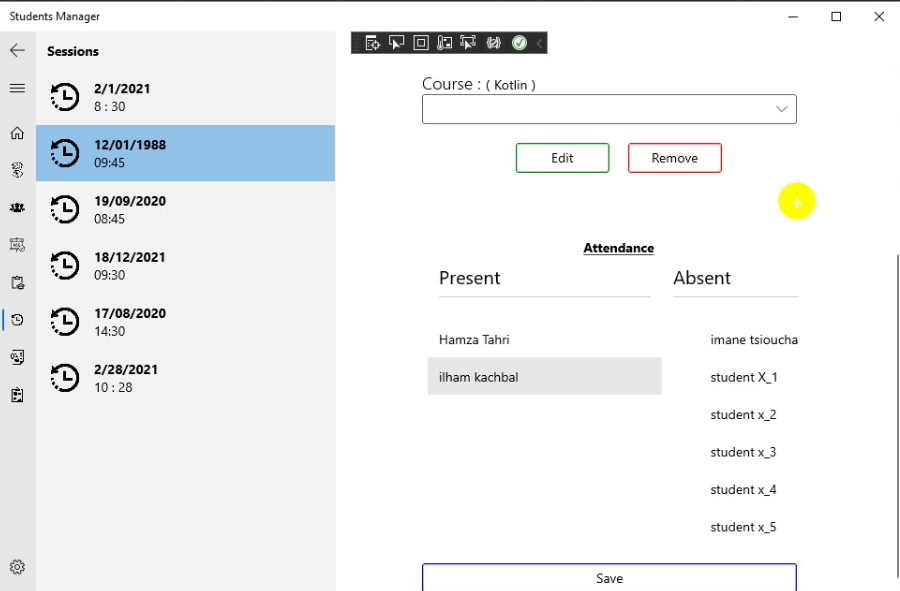 Students Manager
Sessions
2/1/2021
8 : 30
12/01/1988
09:45
19/09/2020
08:45
18/12/2021
09:30
17/08/2020
14:30
2/28/2021
10 : 28
Course : ( Kotlin )
Edit
Remove
Attendance
Present
Absent
Hamza Tahri
imane tsioucha
ilham kachbal
student X_1
student x_2
student x_3
student x_4
student x_5
Save